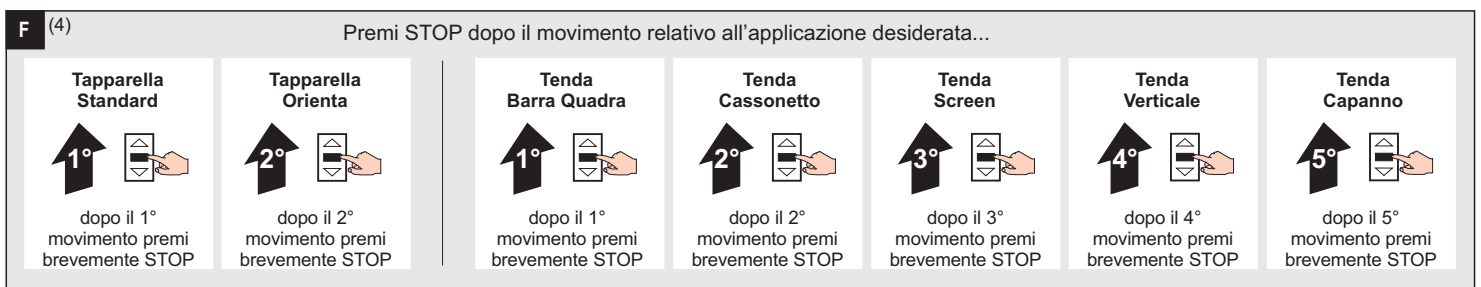 F (4) Premi STOP dopo il movimento relativo all'applicazione desiderata...
Tapparella
Standard
1°
dopo il 1°
movimento premi
brevemente STOP
Tapparella
Orienta
2°
dopo il 2°
movimento premi
brevemente STOP
Tenda
Barra Quadra
1°
dopo il 1°
movimento premi
brevemente STOP
Tenda
Cassonetto
2°
dopo il 2°
movimento premi
brevemente STOP
Tenda
Screen
3°
dopo il 3°
movimento premi
brevemente STOP
Tenda
Verticale
4°
dopo il 4°
movimento premi
brevemente STOP
Tenda
Capanno
5°
dopo il 5°
movimento premi
brevemente STOP